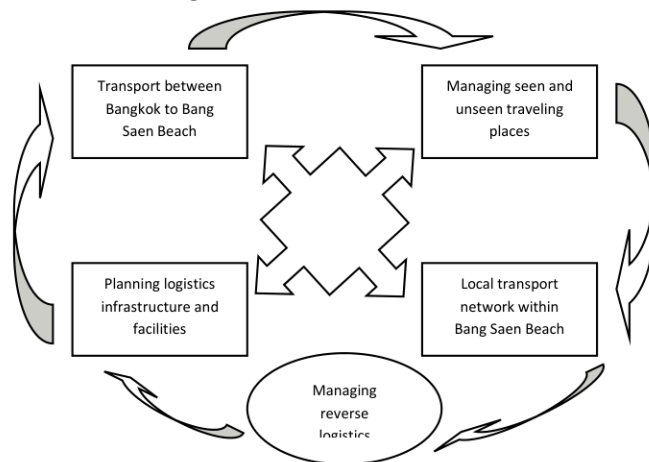 Transport between
Bangkok to Bang
Saen Beach
Managing seen and
unseen traveling
places
Planning logistics
infrastructure and
facilities
Local transport
network within
Bang Saen Beach
Managing
reverse
logistics